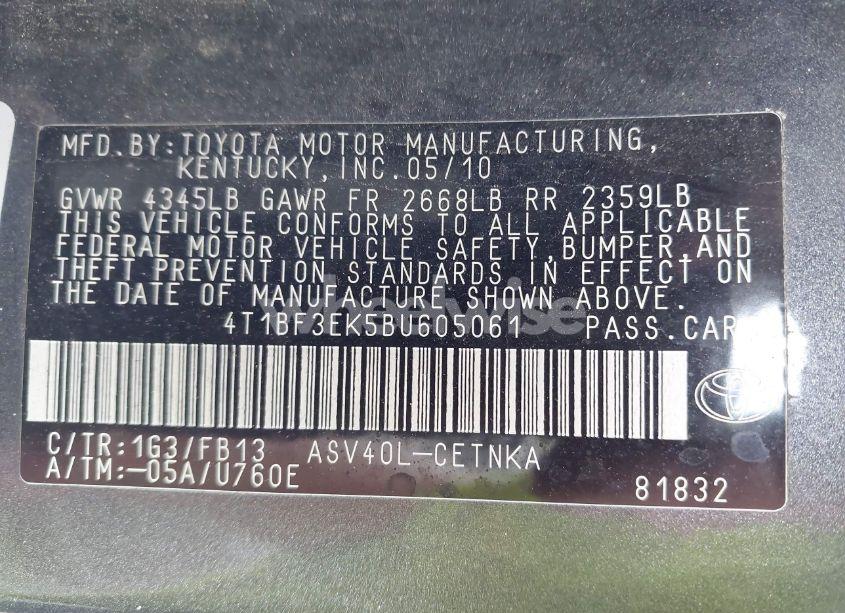 MFD.BY:TOYOTA MOTOR MANUFACTURING,
KENTUCKY,INC.05/10
GVWR 4345LB GAWR FR 2668LB RR 2359LB
THIS VEHICLE CONFORMS TO ALL APPLICABLE
FEDERAL MOTOR VEHICLE SAFETY,BUMPER,AND
THEFT PREVENTION STANDARDS IN EFFECT ON
THE DATE OF MANUFACTURE SHOWN ABOVE.
wheelwise
4T1BF3EK5BU605061 PASS.CAR
C/TR:1G3/FB13 ASV40L-CETNKA
A/TM:-05A/U760E 81832